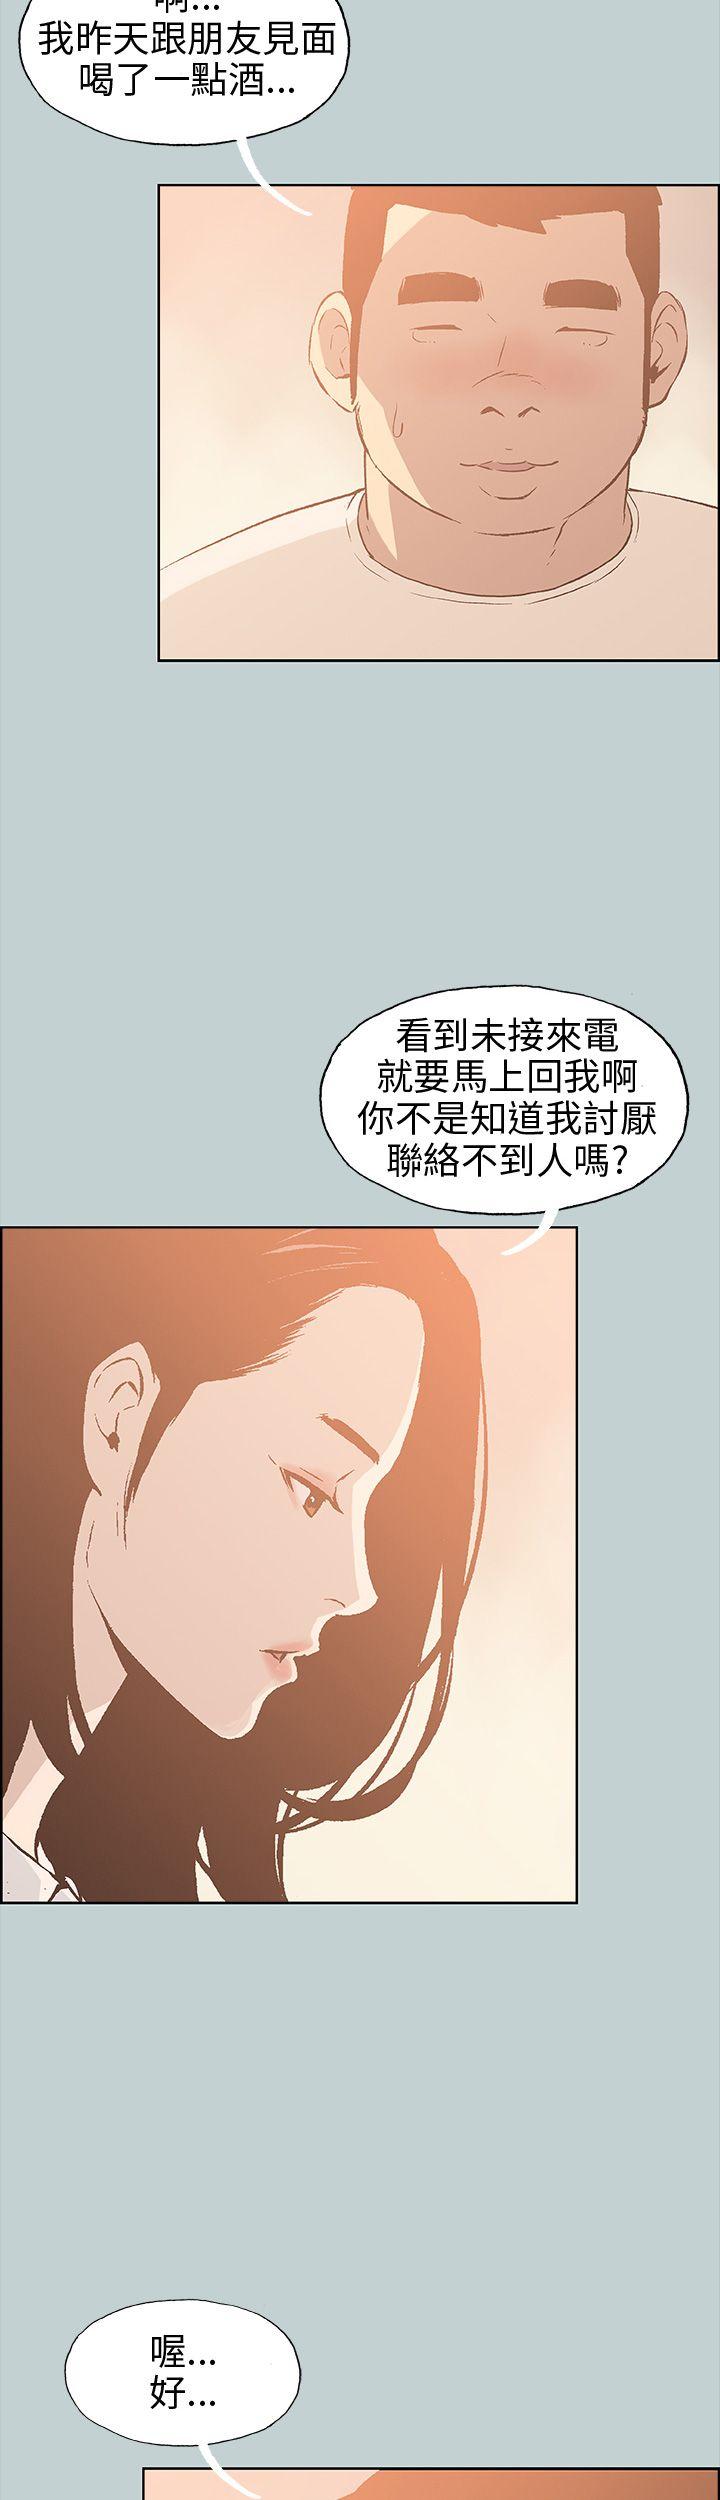 啊...
我昨天跟朋友見面
喝了一點酒...
看到未接來電
就要馬上回我啊
你不是知道我討厭
聯絡不到人嗎?
喔...
好...